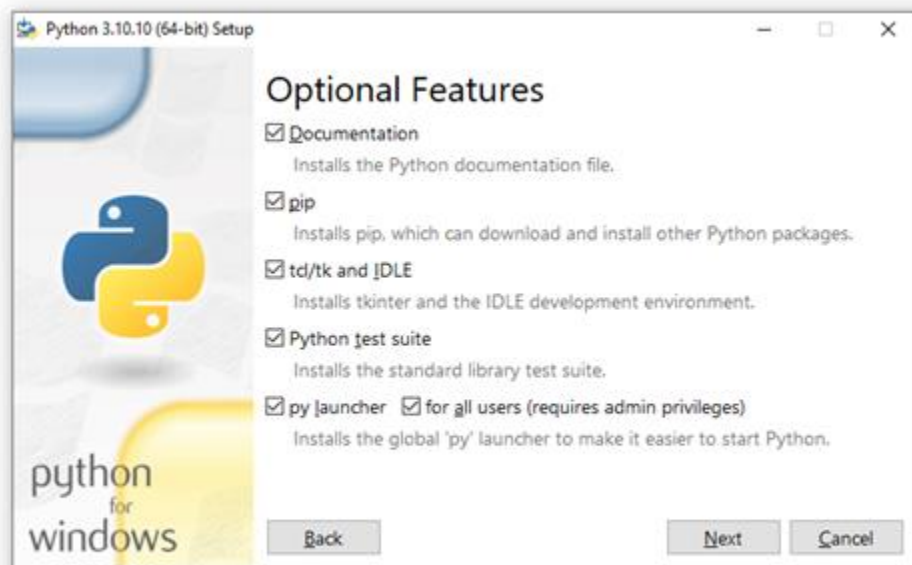 Python 3.10.10 (64-bit) Setup
Optional Features
Documentation
Installs the Python documentation file.
pip
Installs pip, which can download and install other Python packages.
tcl/tk and IDLE
Installs tkinter and the IDLE development environment.
Python test suite
Installs the standard library test suite.
py launcher for all users (requires admin privileges)
Installs the global 'py' launcher to make it easier to start Python.
python
for
windows
Back Next Cancel